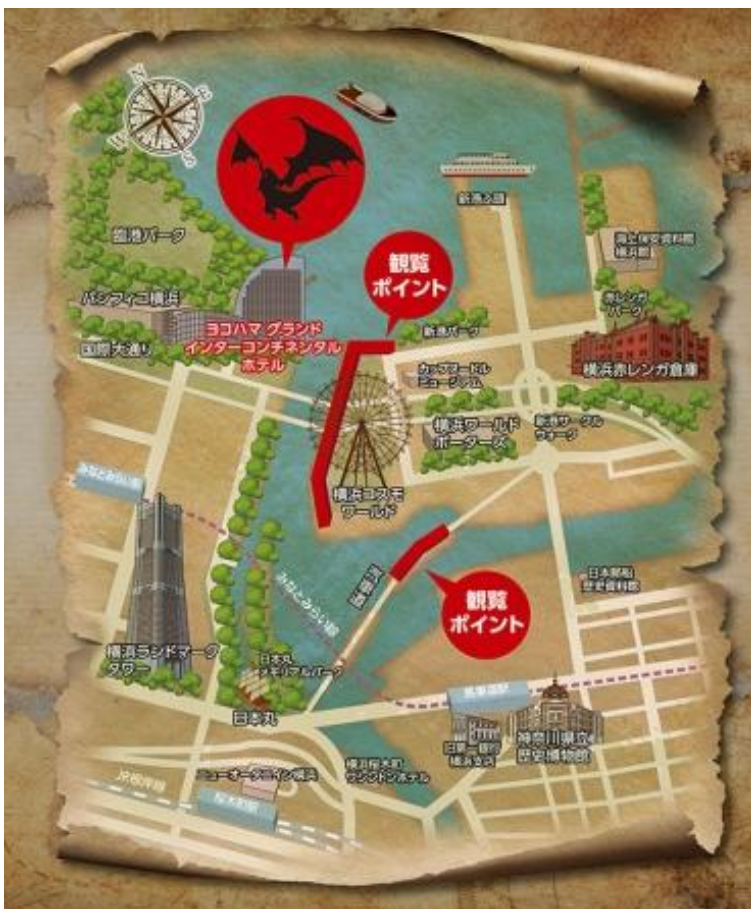 N
E
S
W
新港ふ頭
臨港パーク
海上保安資料館
横浜館
観覧
ポイント
パシフィコ横浜
赤レンガ
パーク
新港パーク
ヨコハマ グランド
インターコンチネンタル
ホテル
国際大通り
カップヌードル
ミュージアム
横浜赤レンガ倉庫
横浜ワールド
ポーターズ
新港サークル
ウォーク
みなとみらい駅
横浜コスモ
ワールド
汽車道
日本郵船
歴史資料館
みなとみらい線
観覧
ポイント
横浜ランドマーク
タワー
日本丸
メモリアルパーク
馬車道駅
日本丸
旧第一銀行
横浜支店
神奈川県立
歴史博物館
横浜桜木町
ワシントンホテル
ニューオータニイン横浜
JR根岸線
桜木町駅